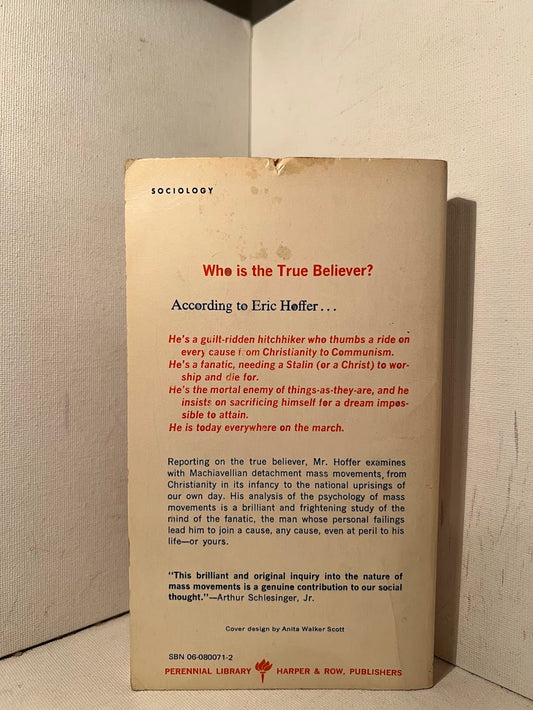 SOCIOLOGY
Who is the True Believer?
According to Eric Hoffer...
He's a guilt-ridden hitchhiker who thumbs a ride on
every cause from Christianity to Communism.
He's a fanatic, needing a Stalin (or a Christ) to wor-
ship and die for.
He's the mortal enemy of things-as-they-are, and he
insists on sacrificing himself for a dream impos-
sible to attain.
He is today everywhere on the march.
Reporting on the true believer, Mr. Hoffer examines
with Machiavellian detachment mass movements, from
Christianity in its infancy to the national uprisings of
our own day. His analysis of the psychology of mass
movements is a brilliant and frightening study of the
mind of the fanatic, the man whose personal failings
lead him to join a cause, any cause, even at peril to his
life—or yours.
"This brilliant and original inquiry into the nature of
mass movements is a genuine contribution to our social
thought."—Arthur Schlesinger, Jr.
Cover design by Anita Walker Scott
SBN 06-080071-2
PERENNIAL LIBRARY HARPER & ROW, PUBLISHERS